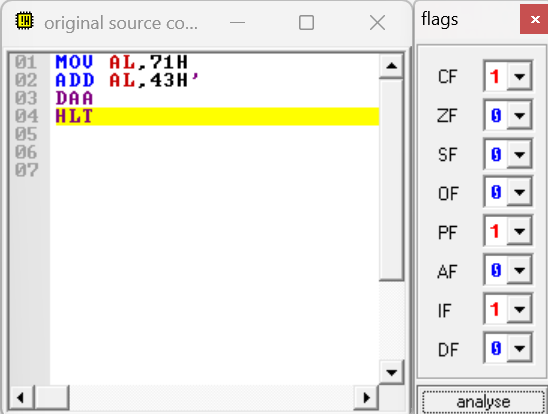 original source co...
01 MOV AL,71H
02 ADD AL,43H'
03 DAA
04 HLT
05
06
07
flags
CF 1
ZF 0
SF 0
OF 0
PF 1
AF 0
IF 1
DF 0
analyse